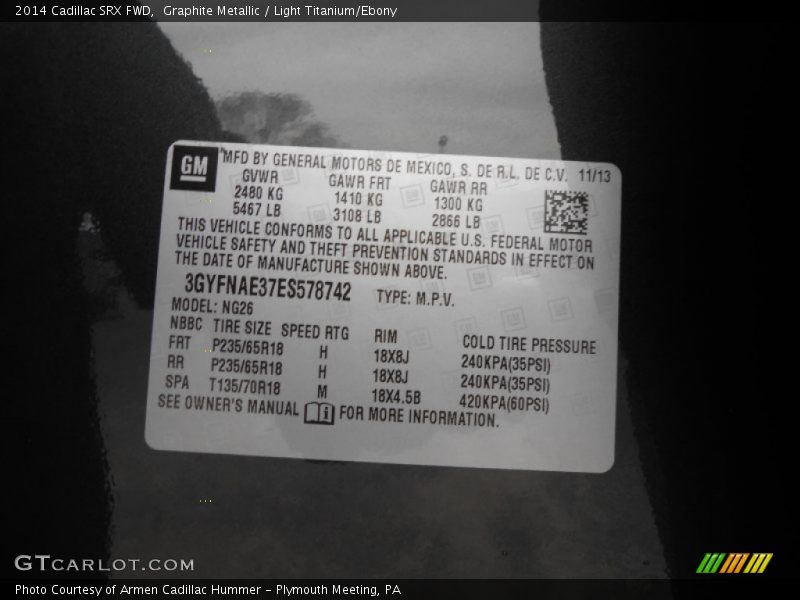 2014 Cadillac SRX FWD,  Graphite Metallic / Light Titanium/Ebony
GM
MFD BY GENERAL MOTORS DE MEXICO, S. DE R.L. DE C.V. 11/13
GVWR GAWR FRT GAWR RR
2480 KG 1410 KG 1300 KG
5467 LB 3108 LB 2866 LB
THIS VEHICLE CONFORMS TO ALL APPLICABLE U.S. FEDERAL MOTOR
VEHICLE SAFETY AND THEFT PREVENTION STANDARDS IN EFFECT ON
THE DATE OF MANUFACTURE SHOWN ABOVE.
3GYFNAE37ES578742 TYPE: M.P.V.
MODEL: NG26
NBBC TIRE SIZE SPEED RTG RIM COLD TIRE PRESSURE
FRT P235/65R18 H 18X8J 240KPA(35PSI)
RR P235/65R18 H 18X8J 240KPA(35PSI)
SPA T135/70R18 M 18X4.5B 420KPA(60PSI)
SEE OWNER'S MANUAL FOR MORE INFORMATION.
GTCARLOT.COM
Photo Courtesy of Armen Cadillac Hummer - Plymouth Meeting, PA